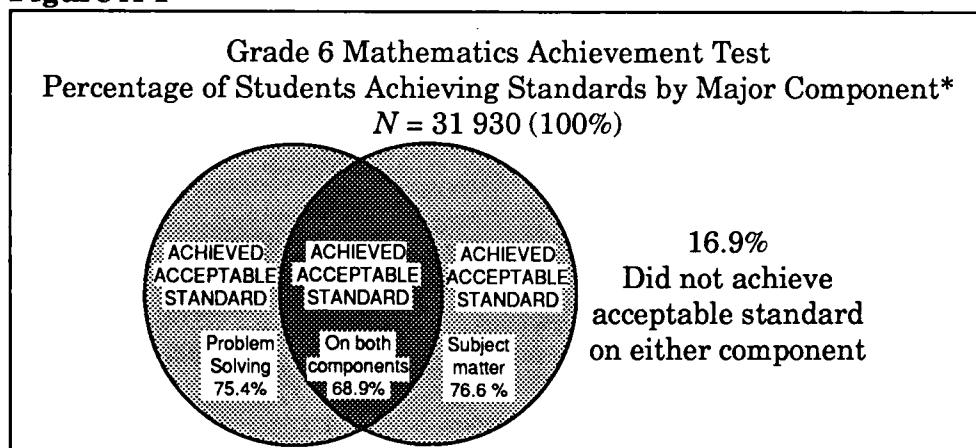 Grade 6 Mathematics Achievement Test
Percentage of Students Achieving Standards by Major Component*
N = 31 930 (100%)
ACHIEVED
ACCEPTABLE
STANDARD
Problem
Solving
75.4%
ACHIEVED
ACCEPTABLE
STANDARD
On both
components
68.9%
ACHIEVED
ACCEPTABLE
STANDARD
Subject
matter
76.6 %
16.9%
Did not achieve
acceptable standard
on either component